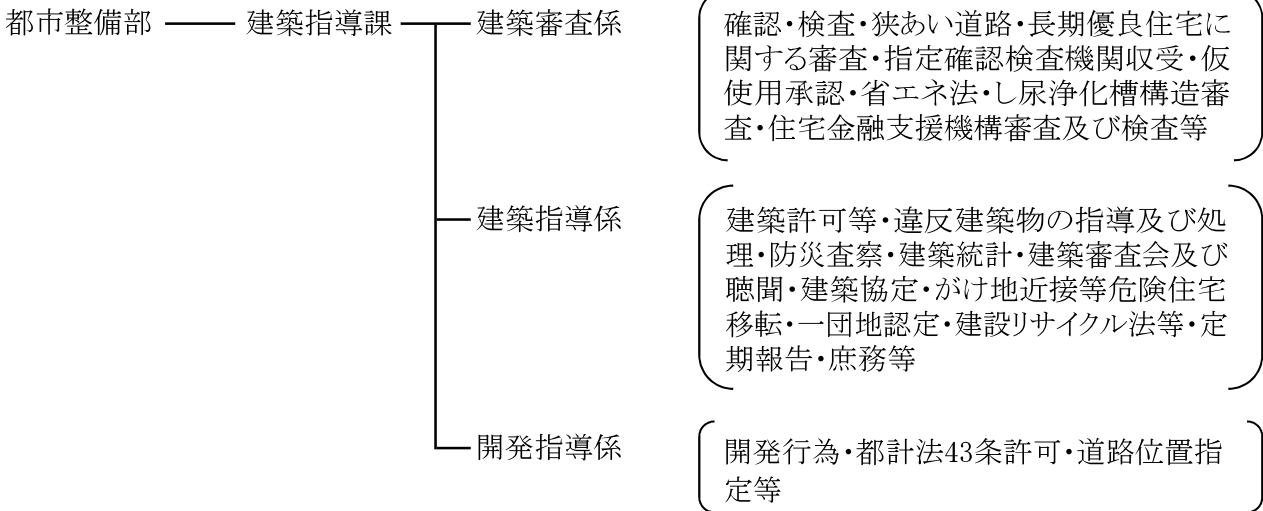 都市整備部 建築指導課 建築審査係
確認・検査・狭あい道路・長期優良住宅に
関する審査・指定確認検査機関収受・仮
使用承認・省エネ法・し尿浄化槽構造審
査・住宅金融支援機構審査及び検査等
建築指導係
建築許可等・違反建築物の指導及び処
理・防災査察・建築統計・建築審査会及び
聴聞・建築協定・がけ地近接等危険住宅
移転・一団地認定・建設リサイクル法等・定
期報告・庶務等
開発指導係
開発行為・都計法43条許可・道路位置指
定等